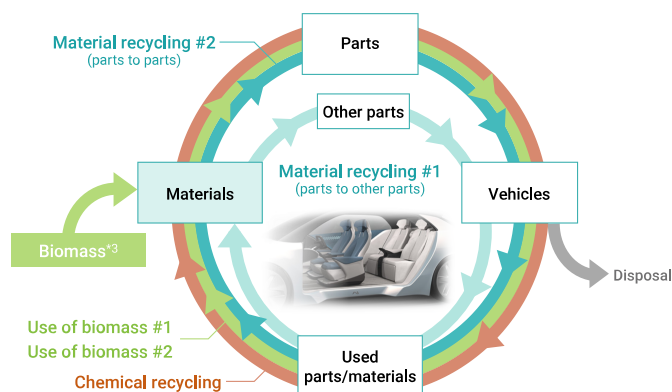 Material recycling #2
(parts to parts)
Parts
Other parts
Material recycling #1
(parts to other parts)
Materials
Vehicles
Biomass*3
Disposal
Use of biomass #1
Use of biomass #2
Used
parts/materials
Chemical recycling